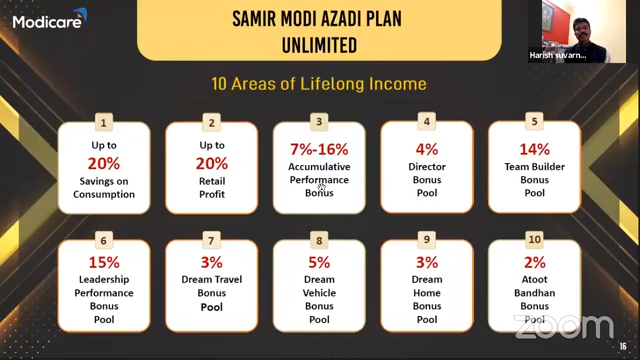 Modicare
SAMIR MODI AZADI PLAN
UNLIMITED
Harish suvarn...
10 Areas of Lifelong Income
1
Up to
20%
Savings on
Consumption
2
Up to
20%
Retail
Profit
3
7%-16%
Accumulative
Performance
Bonus
4
4%
Director
Bonus
Pool
5
14%
Team Builder
Bonus
Pool
6
15%
Leadership
Performance
Bonus
Pool
7
3%
Dream Travel
Bonus
Pool
8
5%
Dream
Vehicle
Bonus
Pool
9
3%
Dream
Home
Bonus
Pool
10
2%
Atoot
Bandhan
Bonus
Pool
zoom
16